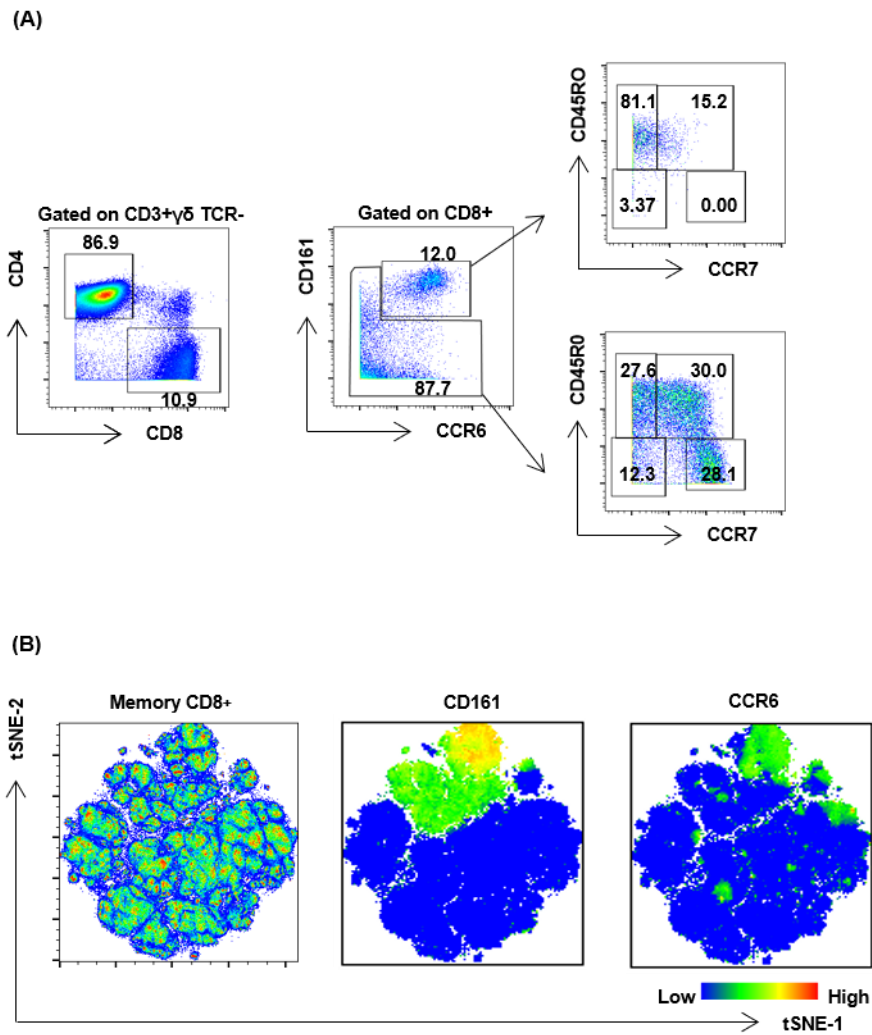 (A)
CD45RO
81.1
15.2
3.37
0.00
CCR7
Gated on CD3+γδ TCR-
86.9
CD4
10.9
CD8
Gated on CD8+
12.0
CD161
87.7
CCR6
CD45R0
27.6
30.0
12.3
28.1
CCR7
(B)
tSNE-2
Memory CD8+
CD161
CCR6
Low
High
tSNE-1